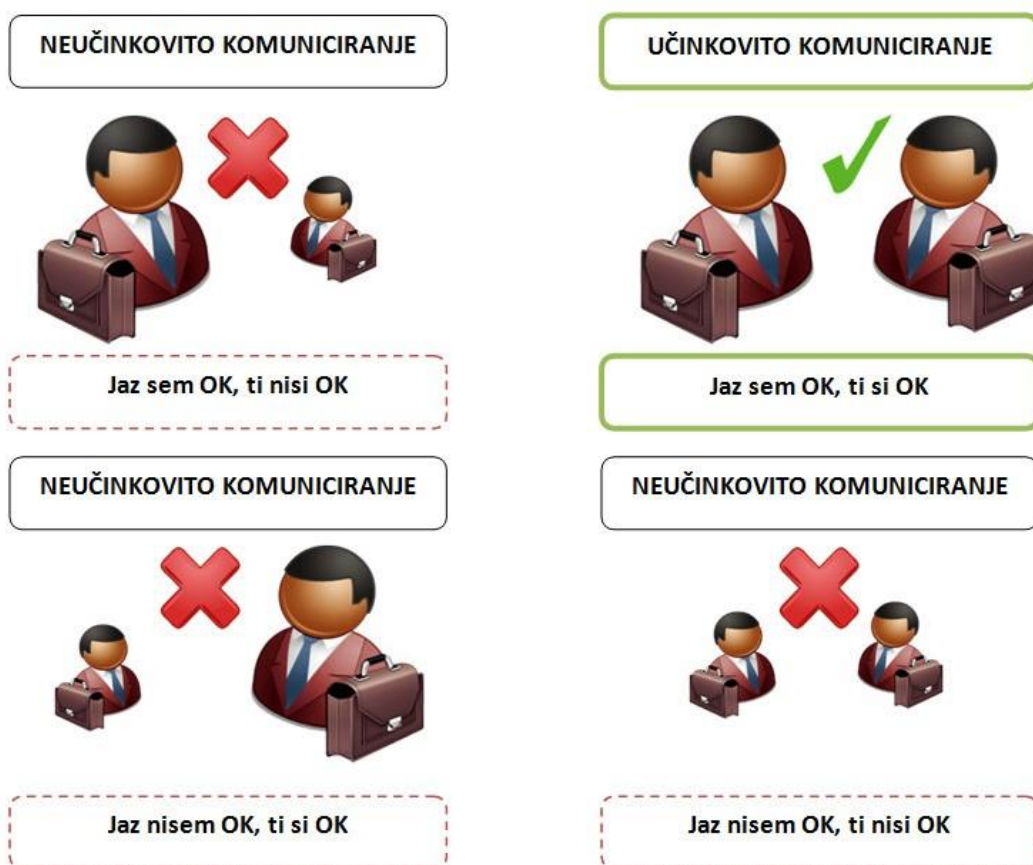 NEUČINKOVITO KOMUNICIRANJE
UČINKOVITO KOMUNICIRANJE
Jaz sem OK, ti nisi OK
Jaz sem OK, ti si OK
NEUČINKOVITO KOMUNICIRANJE
NEUČINKOVITO KOMUNICIRANJE
Jaz nisem OK, ti si OK
Jaz nisem OK, ti nisi OK